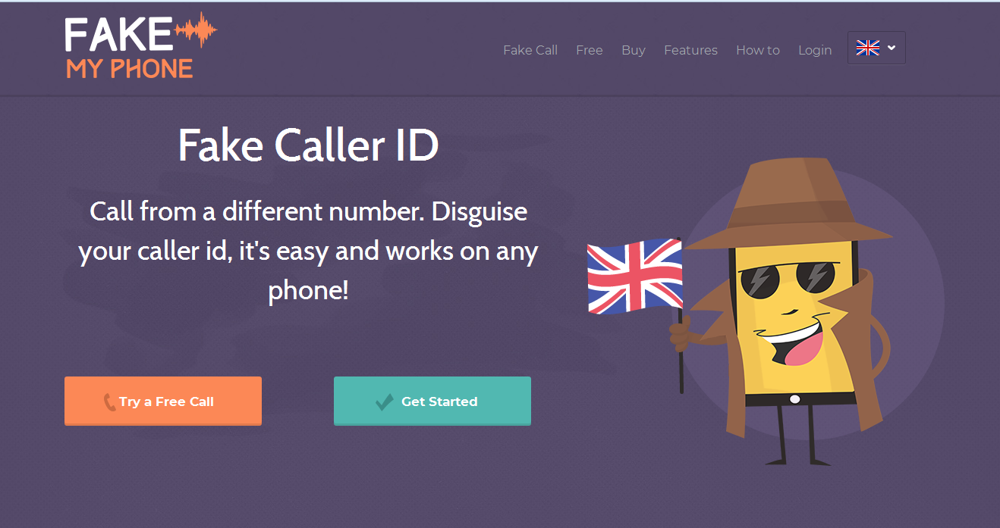 FAKE
MY PHONE
Fake Call Free Buy Features How to Login
Fake Caller ID
Call from a different number. Disguise
your caller id, it's easy and works on any
phone!
Try a Free Call
Get Started